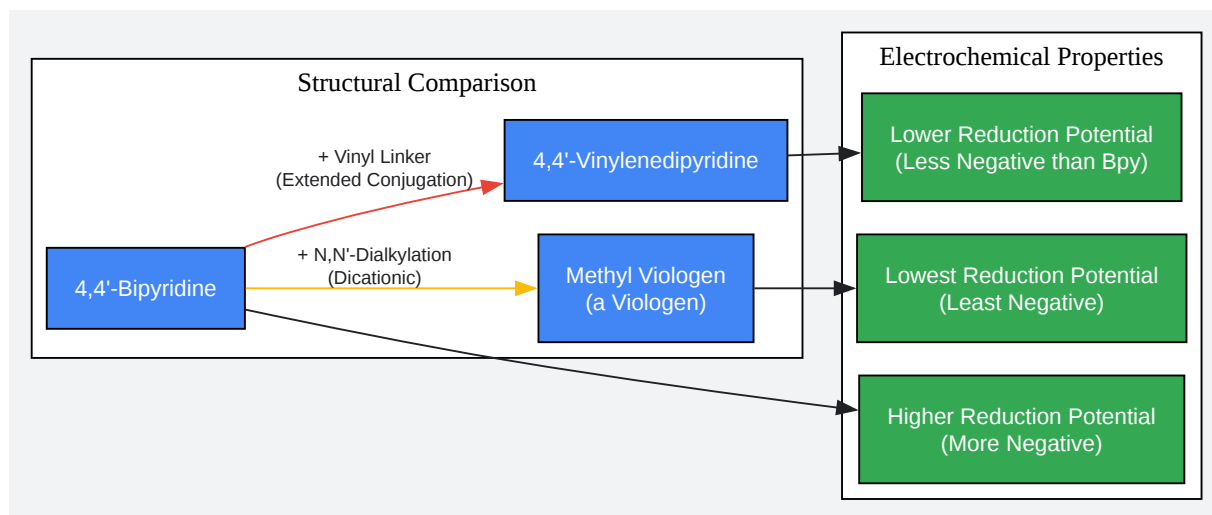 Structural Comparison
+ Vinyl Linker
(Extended Conjugation)
4,4'-Vinylenedipyridine
4,4'-Bipyridine
+ N,N'-Dialkylation
(Dicationic)
Methyl Viologen
(a Viologen)
Electrochemical Properties
Lower Reduction Potential
(Less Negative than Bpy)
Lowest Reduction Potential
(Least Negative)
Higher Reduction Potential
(More Negative)